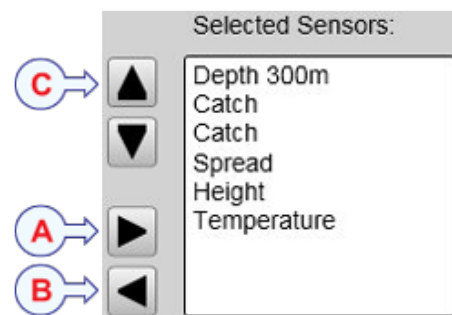 Selected Sensors:
C
Depth 300m
Catch
Catch
Spread
Height
Temperature
A
B